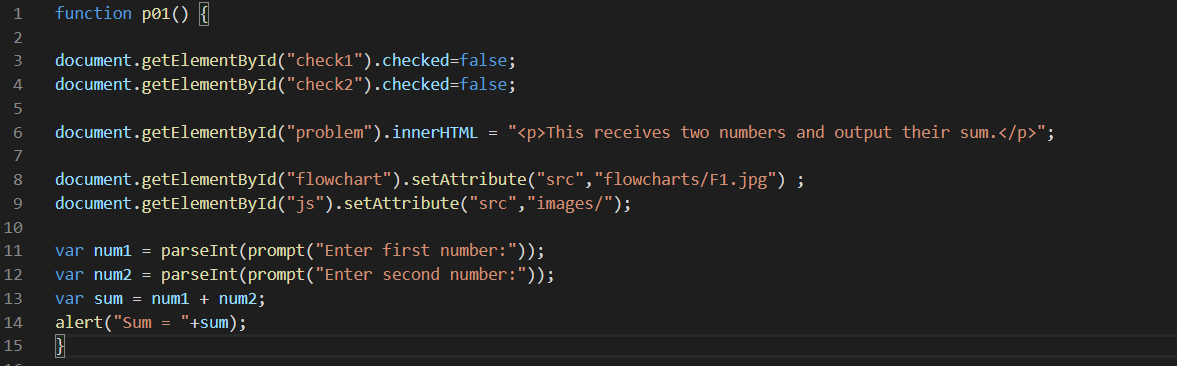 1 function p01() {
2
3 document.getElementById("check1").checked=false;
4 document.getElementById("check2").checked=false;
5
6 document.getElementById("problem").innerHTML = "<p>This receives two numbers and output their sum.</p>";
7
8 document.getElementById("flowchart").setAttribute("src","flowcharts/F1.jpg") ;
9 document.getElementById("js").setAttribute("src","images/");
10
11 var num1 = parseInt(prompt("Enter first number:"));
12 var num2 = parseInt(prompt("Enter second number:"));
13 var sum = num1 + num2;
14 alert("Sum = "+sum);
15 }